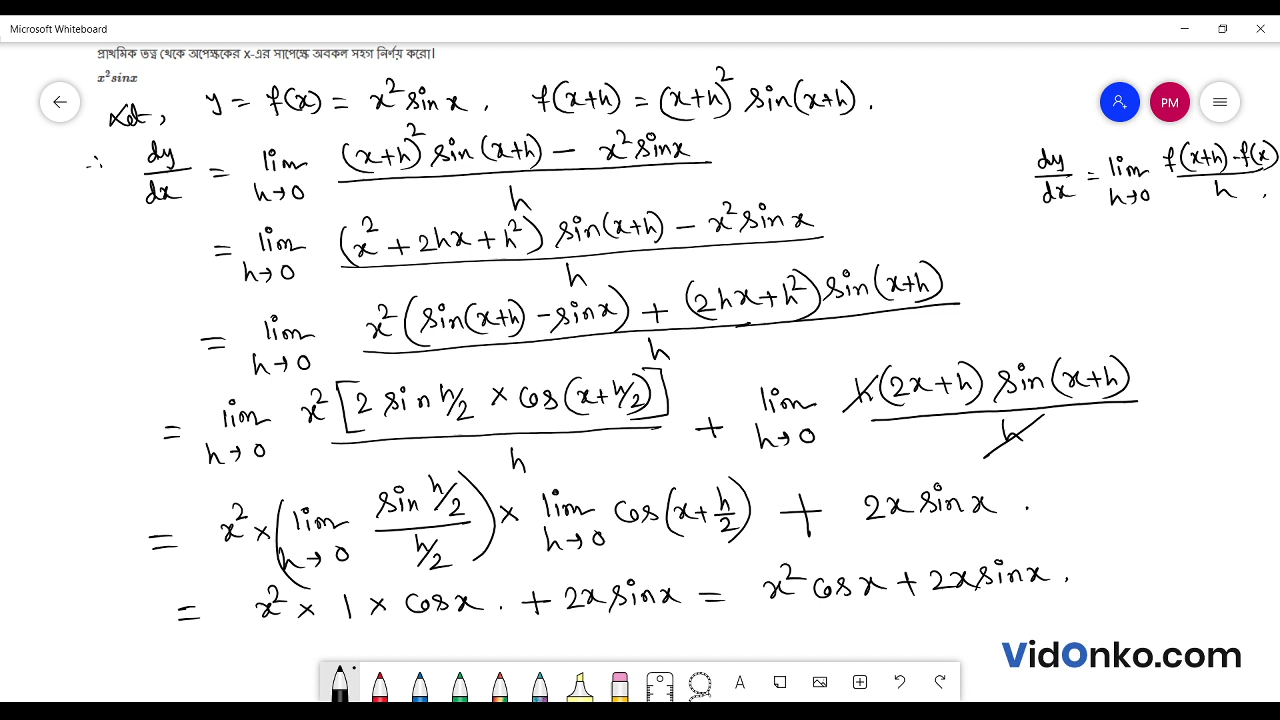 Microsoft Whiteboard
প্রাথমিক তত্ব থেকে অপেক্ষকের x-এর সাপেক্ষে অবকল সহগ নির্ণয় করো।
x² sinx
PM
Let, y = f(x) = x² sin x. f(x+h) = (x+h)² sin(x+h).
∴ dy/dx = lim h→0 ((x+h)² sin(x+h) − x² sinx)/h
dy/dx = lim h→0 (f(x+h) - f(x))/h.
= lim h→0 ((x² + 2hx + h²) sin(x+h) − x² sin x)/h
= lim h→0 (x² (sin(x+h) − sin x) + (2hx + h²) sin(x+h))/h
= lim h→0 x² [2 sin h/2 × cos(x+h/2)]/h + lim h→0 h(2x+h) sin(x+h)/h
= x² × (lim h→0 (sin h/2)/(h/2)) × lim h→0 cos(x + h/2) + 2x sin x.
= x² × 1 × cos x. + 2x sin x = x² cos x + 2x sin x.
VidOnko.com
A